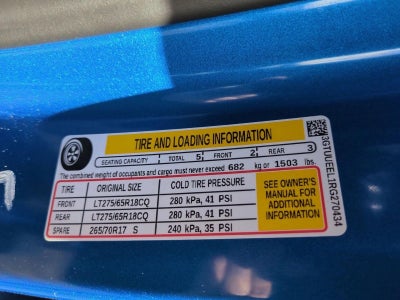 TIRE AND LOADING INFORMATION
SEATING CAPACITY TOTAL 5 FRONT 2 REAR 3
The combined weight of occupants and cargo must never exceed 682 kg or 1503 lbs.
TIRE ORIGINAL SIZE COLD TIRE PRESSURE
FRONT LT275/65R18CQ 280 kPa, 41 PSI
REAR LT275/65R18CQ 280 kPa, 41 PSI
SPARE 265/70R17 S 240 kPa, 35 PSI
SEE OWNER'S
MANUAL FOR
ADDITIONAL
INFORMATION
3GTUUEEL1RG270434